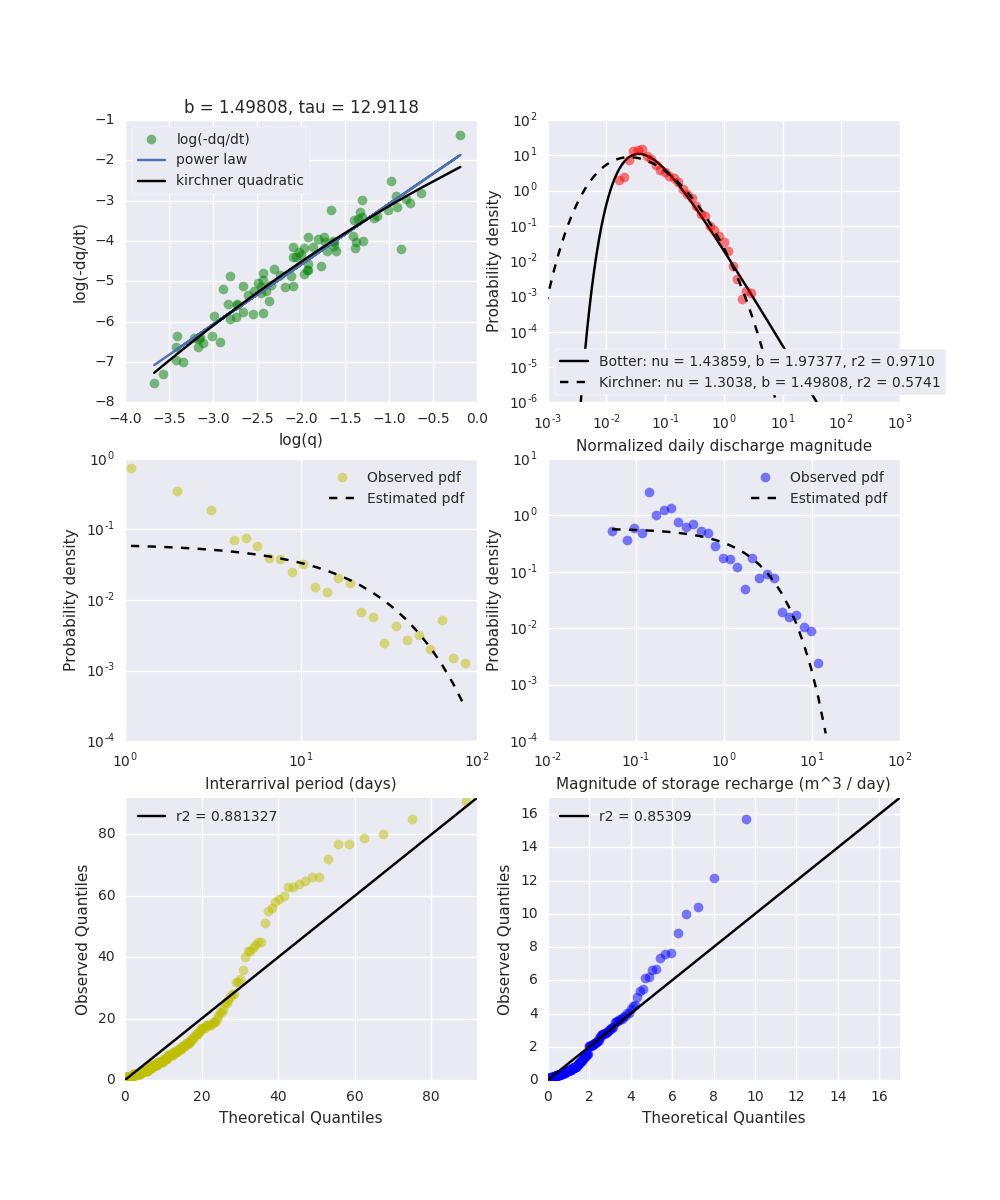 b = 1.49808, tau = 12.9118
−1
−2
−3
−4
−5
−6
−7
−8
log(-dq/dt)
log(-dq/dt)
power law
kirchner quadratic
−4.0 −3.5 −3.0 −2.5 −2.0 −1.5 −1.0 −0.5 0.0
log(q)
10^2
10^1
10^0
10^-1
10^-2
10^-3
10^-4
10^-5
10^-6
Probability density
Botter: nu = 1.43859, b = 1.97377, r2 = 0.9710
Kirchner: nu = 1.3038, b = 1.49808, r2 = 0.5741
10^-3 10^-2 10^-1 10^0 10^1 10^2 10^3
Normalized daily discharge magnitude
10^0
10^-1
10^-2
10^-3
10^-4
Probability density
Observed pdf
Estimated pdf
10^0 10^1 10^2
Interarrival period (days)
10^1
10^0
10^-1
10^-2
10^-3
10^-4
Probability density
Observed pdf
Estimated pdf
10^-2 10^-1 10^0 10^1 10^2
Magnitude of storage recharge (m^3 / day)
80
60
40
20
0
Observed Quantiles
r2 = 0.881327
0 20 40 60 80
Theoretical Quantiles
16
14
12
10
8
6
4
2
0
Observed Quantiles
r2 = 0.85309
0 2 4 6 8 10 12 14 16
Theoretical Quantiles